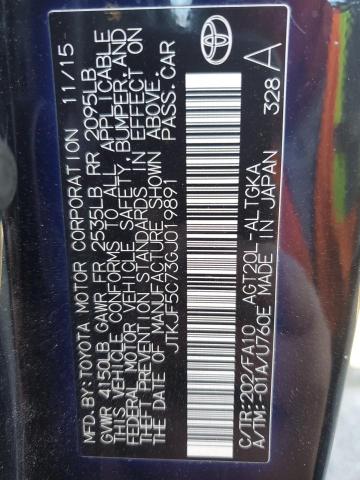 MFD.BY:TOYOTA MOTOR CORPORATION 11/15
GVWR 4150LB GAWR FR 2535LB RR 2095LB
THIS VEHICLE CONFORMS TO ALL APPLICABLE
FEDERAL MOTOR VEHICLE SAFETY, BUMPER, AND
THEFT PREVENTION STANDARDS IN EFFECT ON
THE DATE OF MANUFACTURE SHOWN ABOVE.
JTKJF5C73GJ019891 PASS.CAR
C/TR:202/FA10 AGT20L-ALTGKA 328 A
A/TM:-01A/U760E MADE IN JAPAN